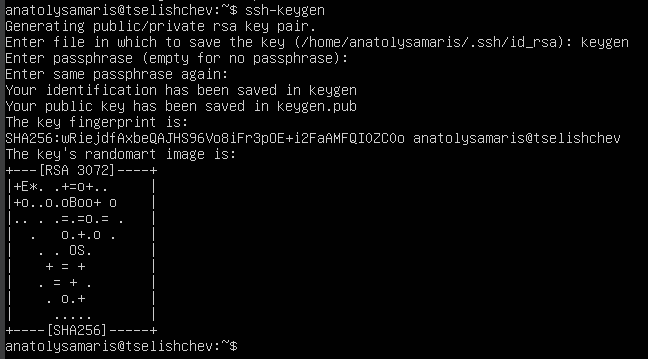 anatolysamaris@tselishchev:~$ ssh-keygen
Generating public/private rsa key pair.
Enter file in which to save the key (/home/anatolysamaris/.ssh/id_rsa): keygen
Enter passphrase (empty for no passphrase):
Enter same passphrase again:
Your identification has been saved in keygen
Your public key has been saved in keygen.pub
The key fingerprint is:
SHA256:wRiejdfAxbeQAJHS96Vo8iFr3pOE+i2FaAMFQIOZCOo anatolysamaris@tselishchev
The key's randomart image is:
+---[RSA 3072]----+
|+E*. .+=o+..     |
|+o..o.oBoo+ o    |
|.. . .=.=o.= .   |
|  .   o.+.o .    |
|   . . OS.       |
|    + = +        |
|   . = + .       |
|    . o.+        |
|     .....       |
+----[SHA256]-----+
anatolysamaris@tselishchev:~$